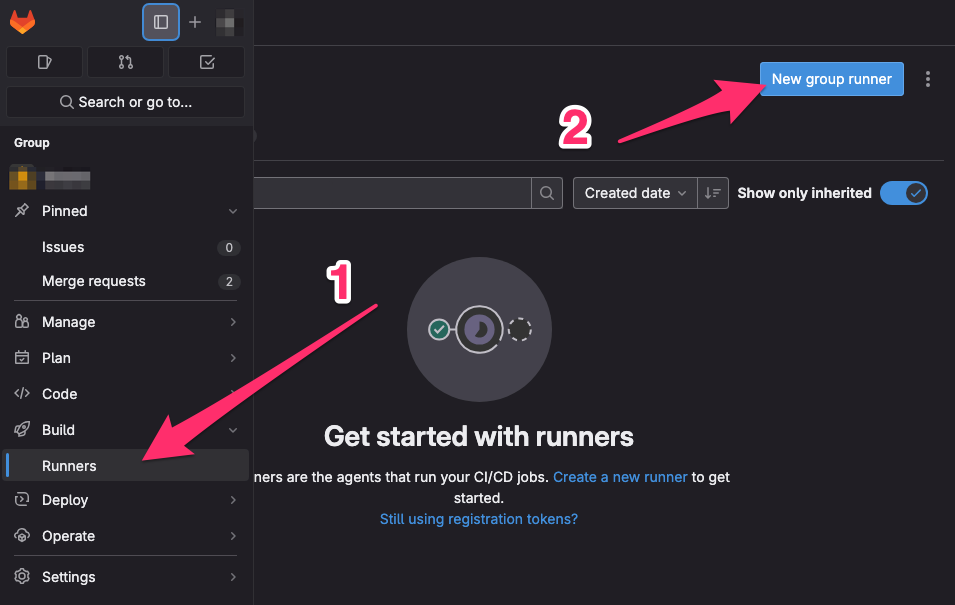 Search or go to...
Group
Pinned
Issues 0
Merge requests 2
Manage
Plan
Code
Build
Runners
Deploy
Operate
Settings
New group runner
2
Created date
Show only inherited
1
Get started with runners
ners are the agents that run your CI/CD jobs. Create a new runner to get
started.
Still using registration tokens?